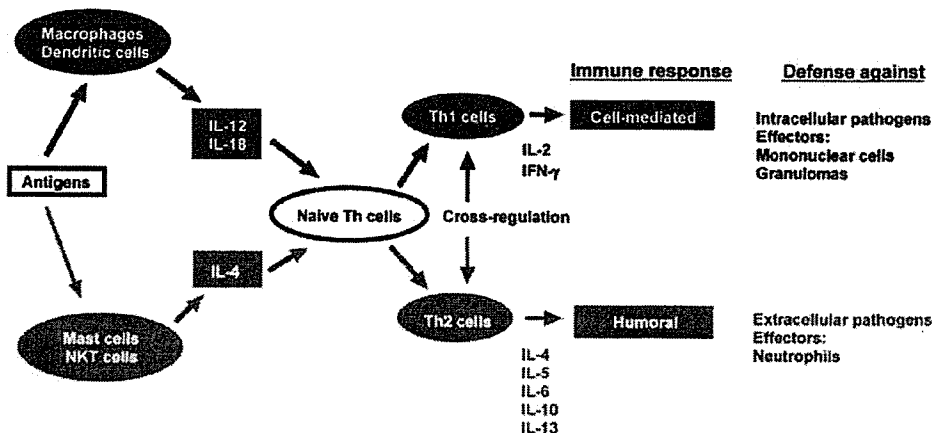 Macrophages
Dendritic cells
Immune response
Defense against
IL-12
IL-18
Th1 cells
Cell-mediated
IL-2
IFN-γ
Intracellular pathogens
Effectors:
Mononuclear cells
Granulomas
Antigens
Naive Th cells
Cross-regulation
IL-4
Mast cells
NKT cells
Th2 cells
Humoral
IL-4
IL-5
IL-6
IL-10
IL-13
Extracellular pathogens
Effectors:
Neutrophils